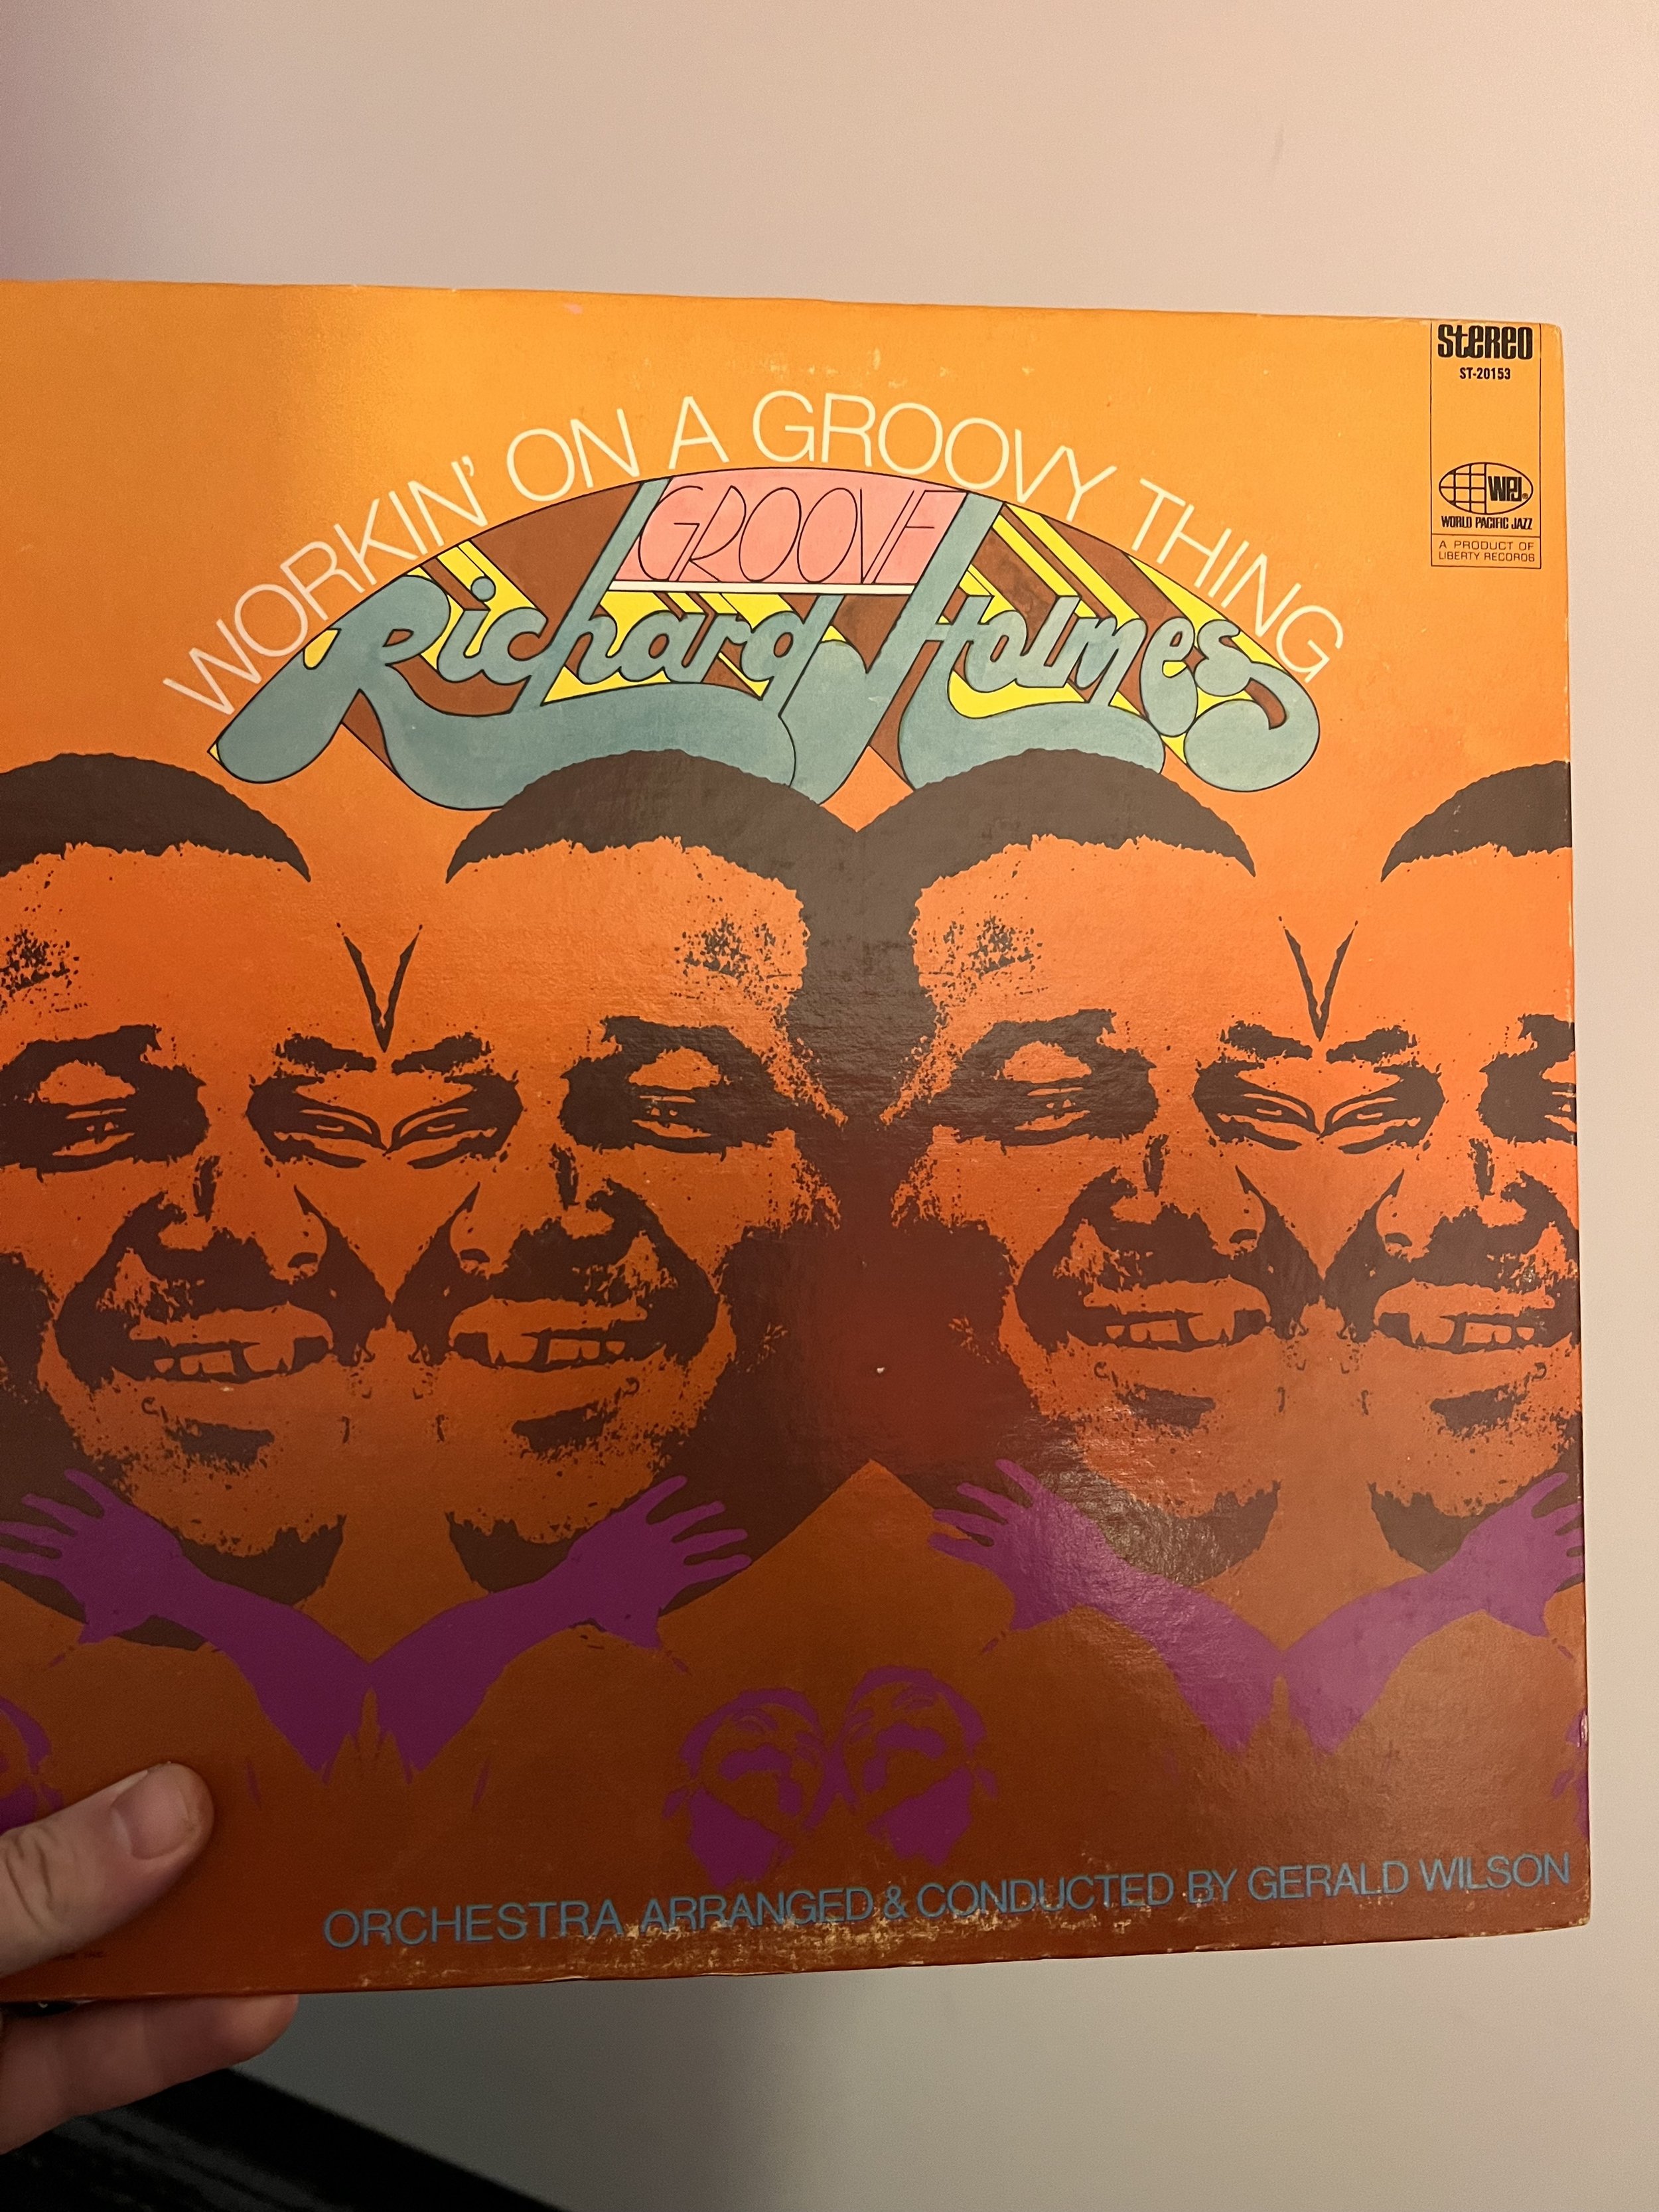 stereo
ST-20153
WPJ
WORLD PACIFIC JAZZ
A PRODUCT OF
LIBERTY RECORDS
WORKIN' ON A GROOVY THING
GROOVE
Richard Holmes
ORCHESTRA ARRANGED & CONDUCTED BY GERALD WILSON